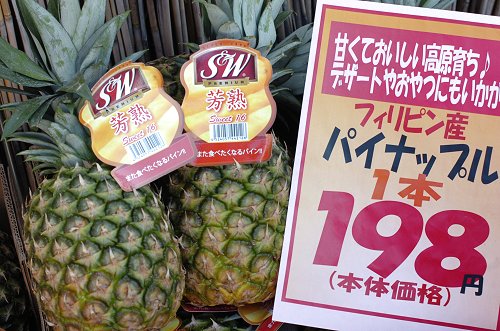 S&W
PREMIUM
芳熟
Sweet 16
また食べたくなるパイン!!
S&W
PREMIUM
芳熟
Sweet 16
また食べたくなるパイン!!
甘くておいしい高原育ち♪
デザートやおやつにもいかが
フィリピン産
パイナップル
1本
198円
(本体価格)